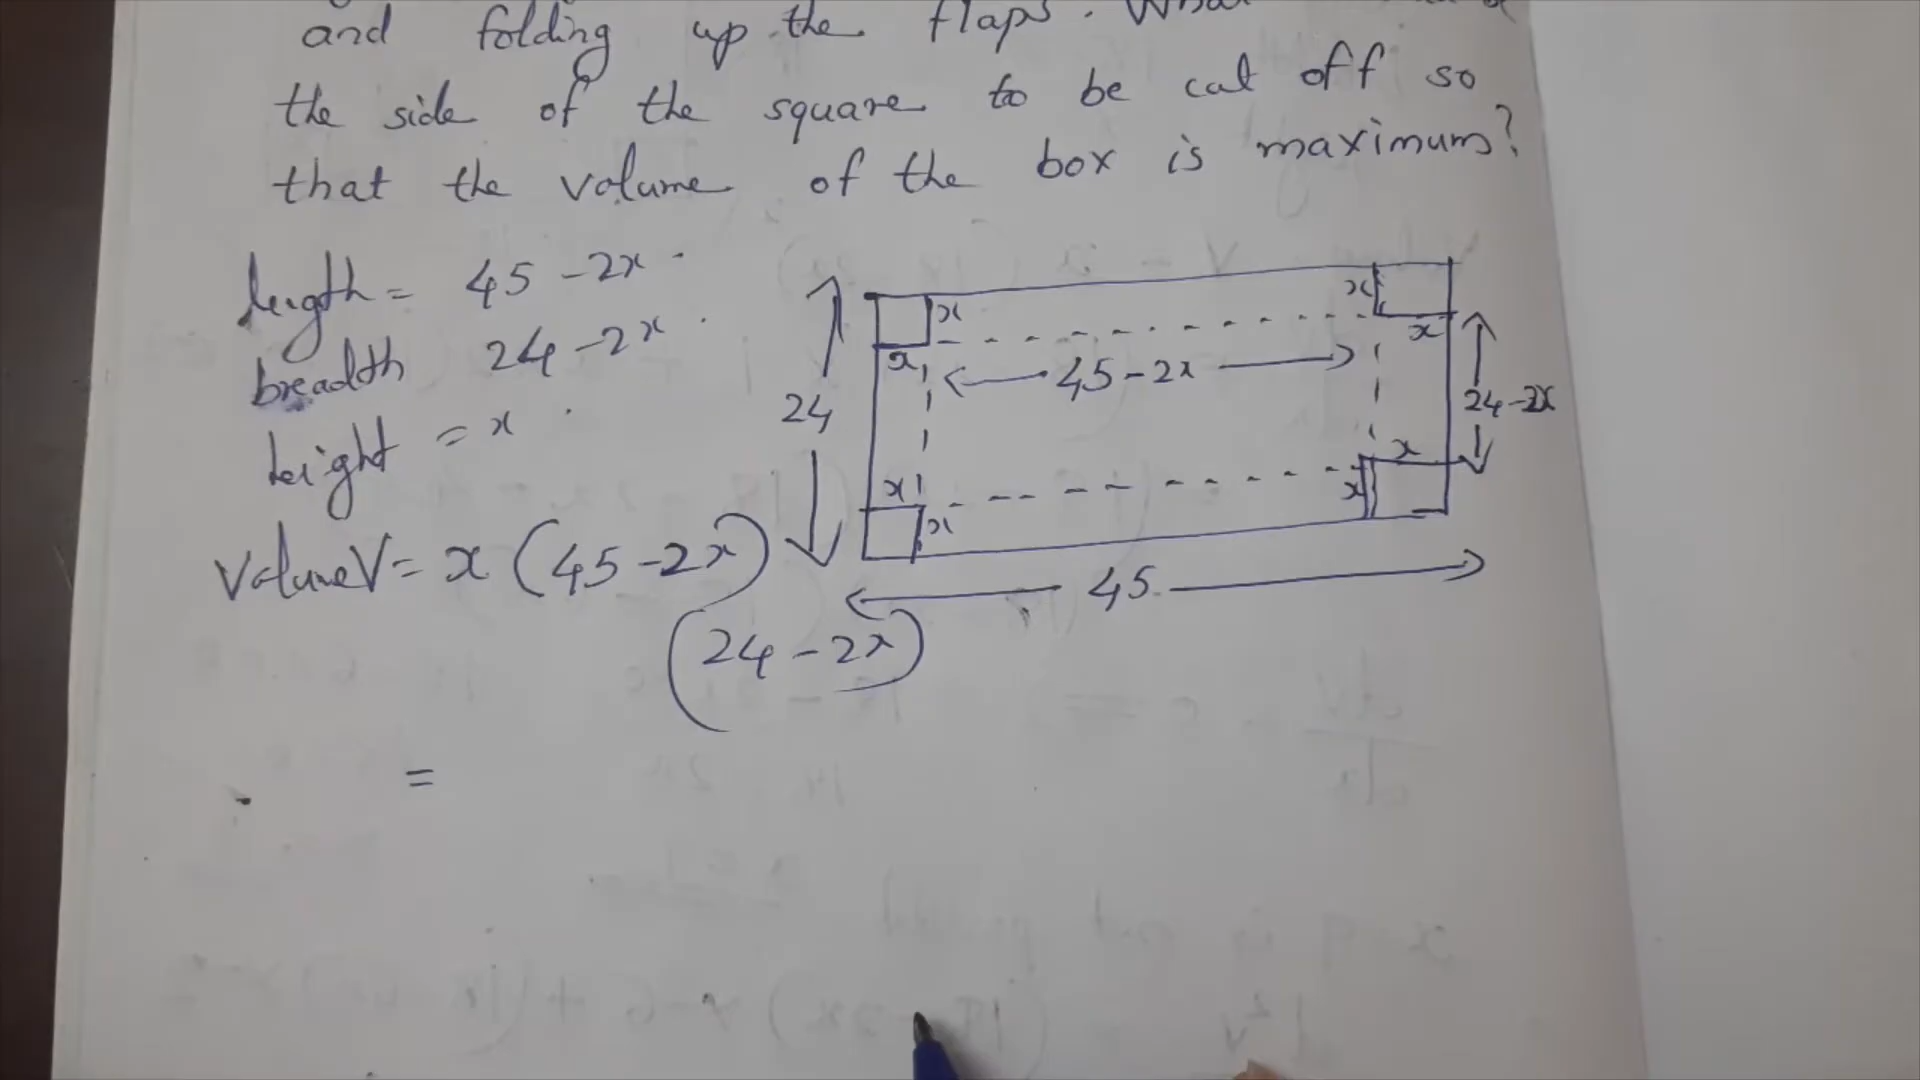 and folding up the flaps. What
the side of the square to be cut off so
that the volume of the box is maximum?
length = 45 - 2x.
breadth 24 - 2x.
height = x.
Volume V = x (45 - 2x)
(24 - 2x)
=
x
x
x
x
45 - 2x
24
24 - 2x
x
x
x
x
45